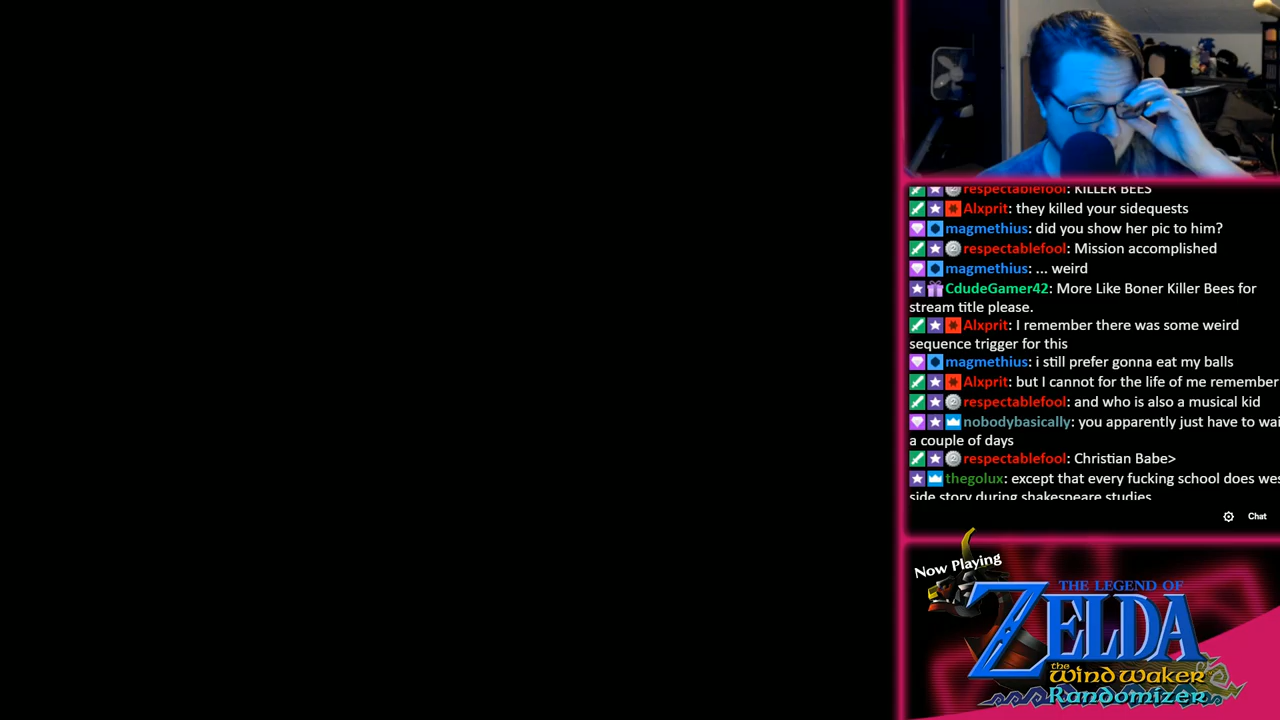 respectablefool: KILLER BEES
Alxprit: they killed your sidequests
magmethius: did you show her pic to him?
respectablefool: Mission accomplished
magmethius: ... weird
CdudeGamer42: More Like Boner Killer Bees for
stream title please.
Alxprit: I remember there was some weird
sequence trigger for this
magmethius: i still prefer gonna eat my balls
Alxprit: but I cannot for the life of me remember
respectablefool: and who is also a musical kid
nobodybasically: you apparently just have to wai
a couple of days
respectablefool: Christian Babe>
thegolux: except that every fucking school does wes
side story during shakespeare studies
Chat
Now Playing
THE LEGEND OF
ZELDA
the
Wind Waker
Randomizer